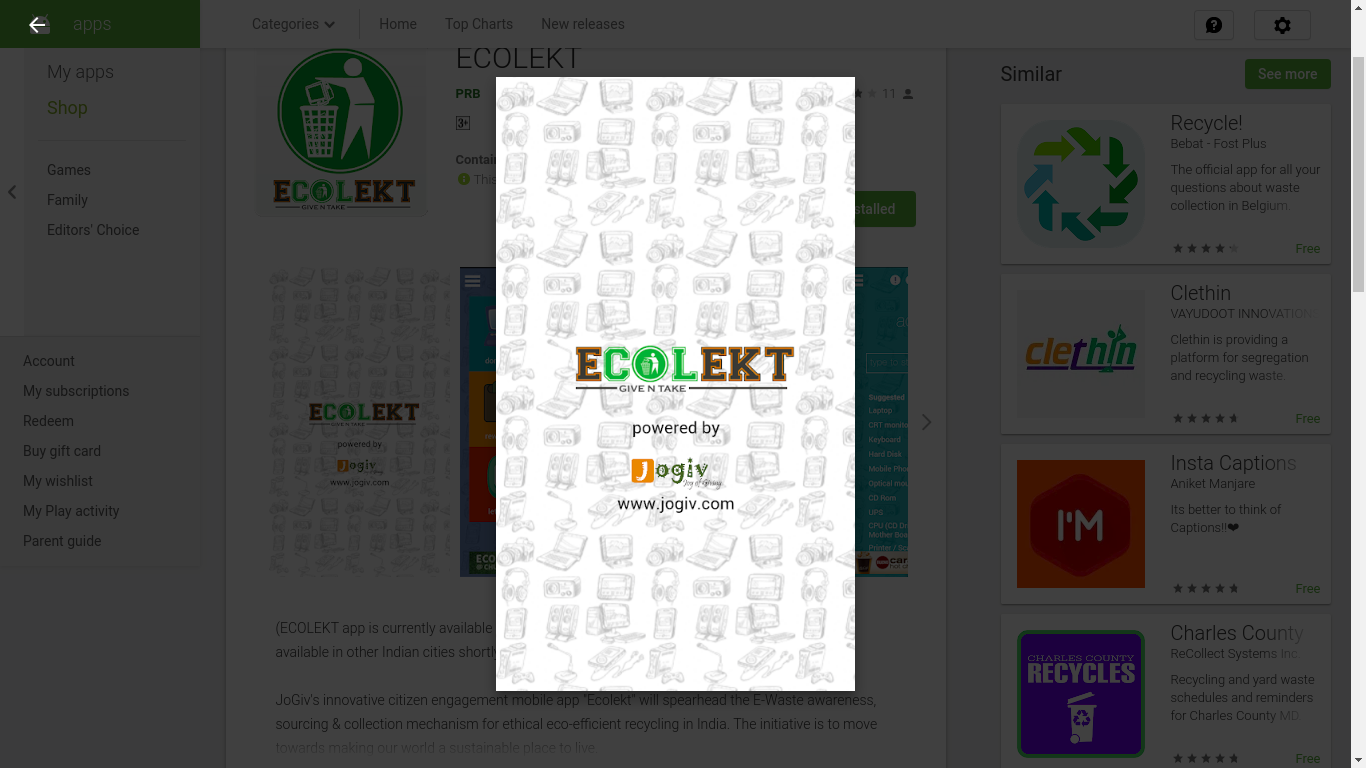 apps
Categories
Home
Top Charts
New releases
My apps
Shop
Games
Family
Editors' Choice
Account
My subscriptions
Redeem
Buy gift card
My wishlist
My Play activity
Parent guide
ECOLEKT
PRB
11
3+
Contain
This
stalled
ECOLEKT
GIVE N TAKE
ECOLEKT
GIVE N TAKE
powered by
Jogiv
www.jogiv.com
ECOLEKT
GIVE N TAKE
powered by
Jogiv
Joy of Giving
www.jogiv.com
Suggested
Laptop
CRT monito
Keyboard
Hard Disk
Mobile Phon
Optical mou
CD Rom
UPS
CPU (CD Di
Mother Boa
Printer / Sca
(ECOLEKT app is currently available
available in other Indian cities shortly
JoGiv's innovative citizen engagement mobile app "Ecolekt" will spearhead the E-Waste awareness,
sourcing & collection mechanism for ethical eco-efficient recycling in India. The initiative is to move
towards making our world a sustainable place to live.
Similar
See more
Recycle!
Bebat - Fost Plus
The official app for all your
questions about waste
collection in Belgium.
Free
clethin
Clethin
VAYUDOOT INNOVATION
Clethin is providing a
platform for segregation
and recycling waste.
Free
I'M
Insta Captions
Aniket Manjare
Its better to think of
Captions!!❤
Free
CHARLES COUNTY
RECYCLES
Charles County
ReCollect Systems Inc.
Recycling and yard waste
schedules and reminders
for Charles County MD.
Free